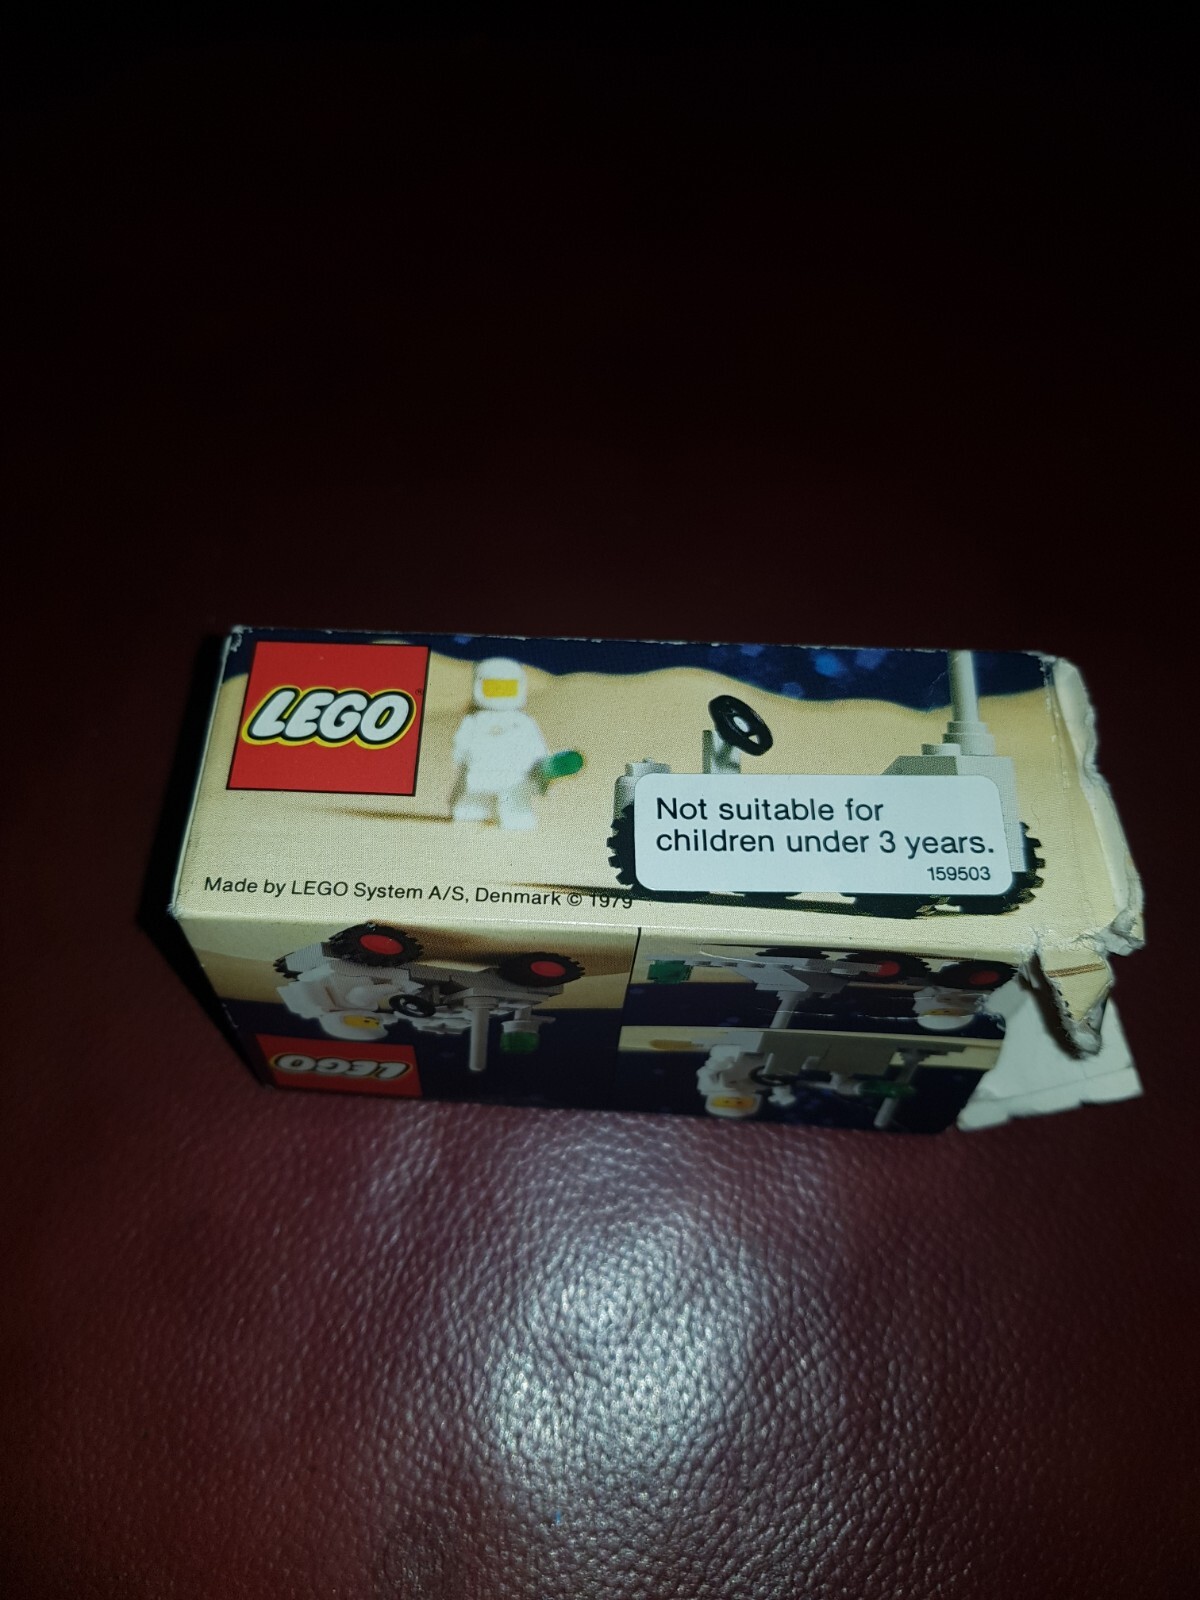 LEGO
Not suitable for
children under 3 years.
159503
Made by LEGO System A/S, Denmark © 1979
LEGO